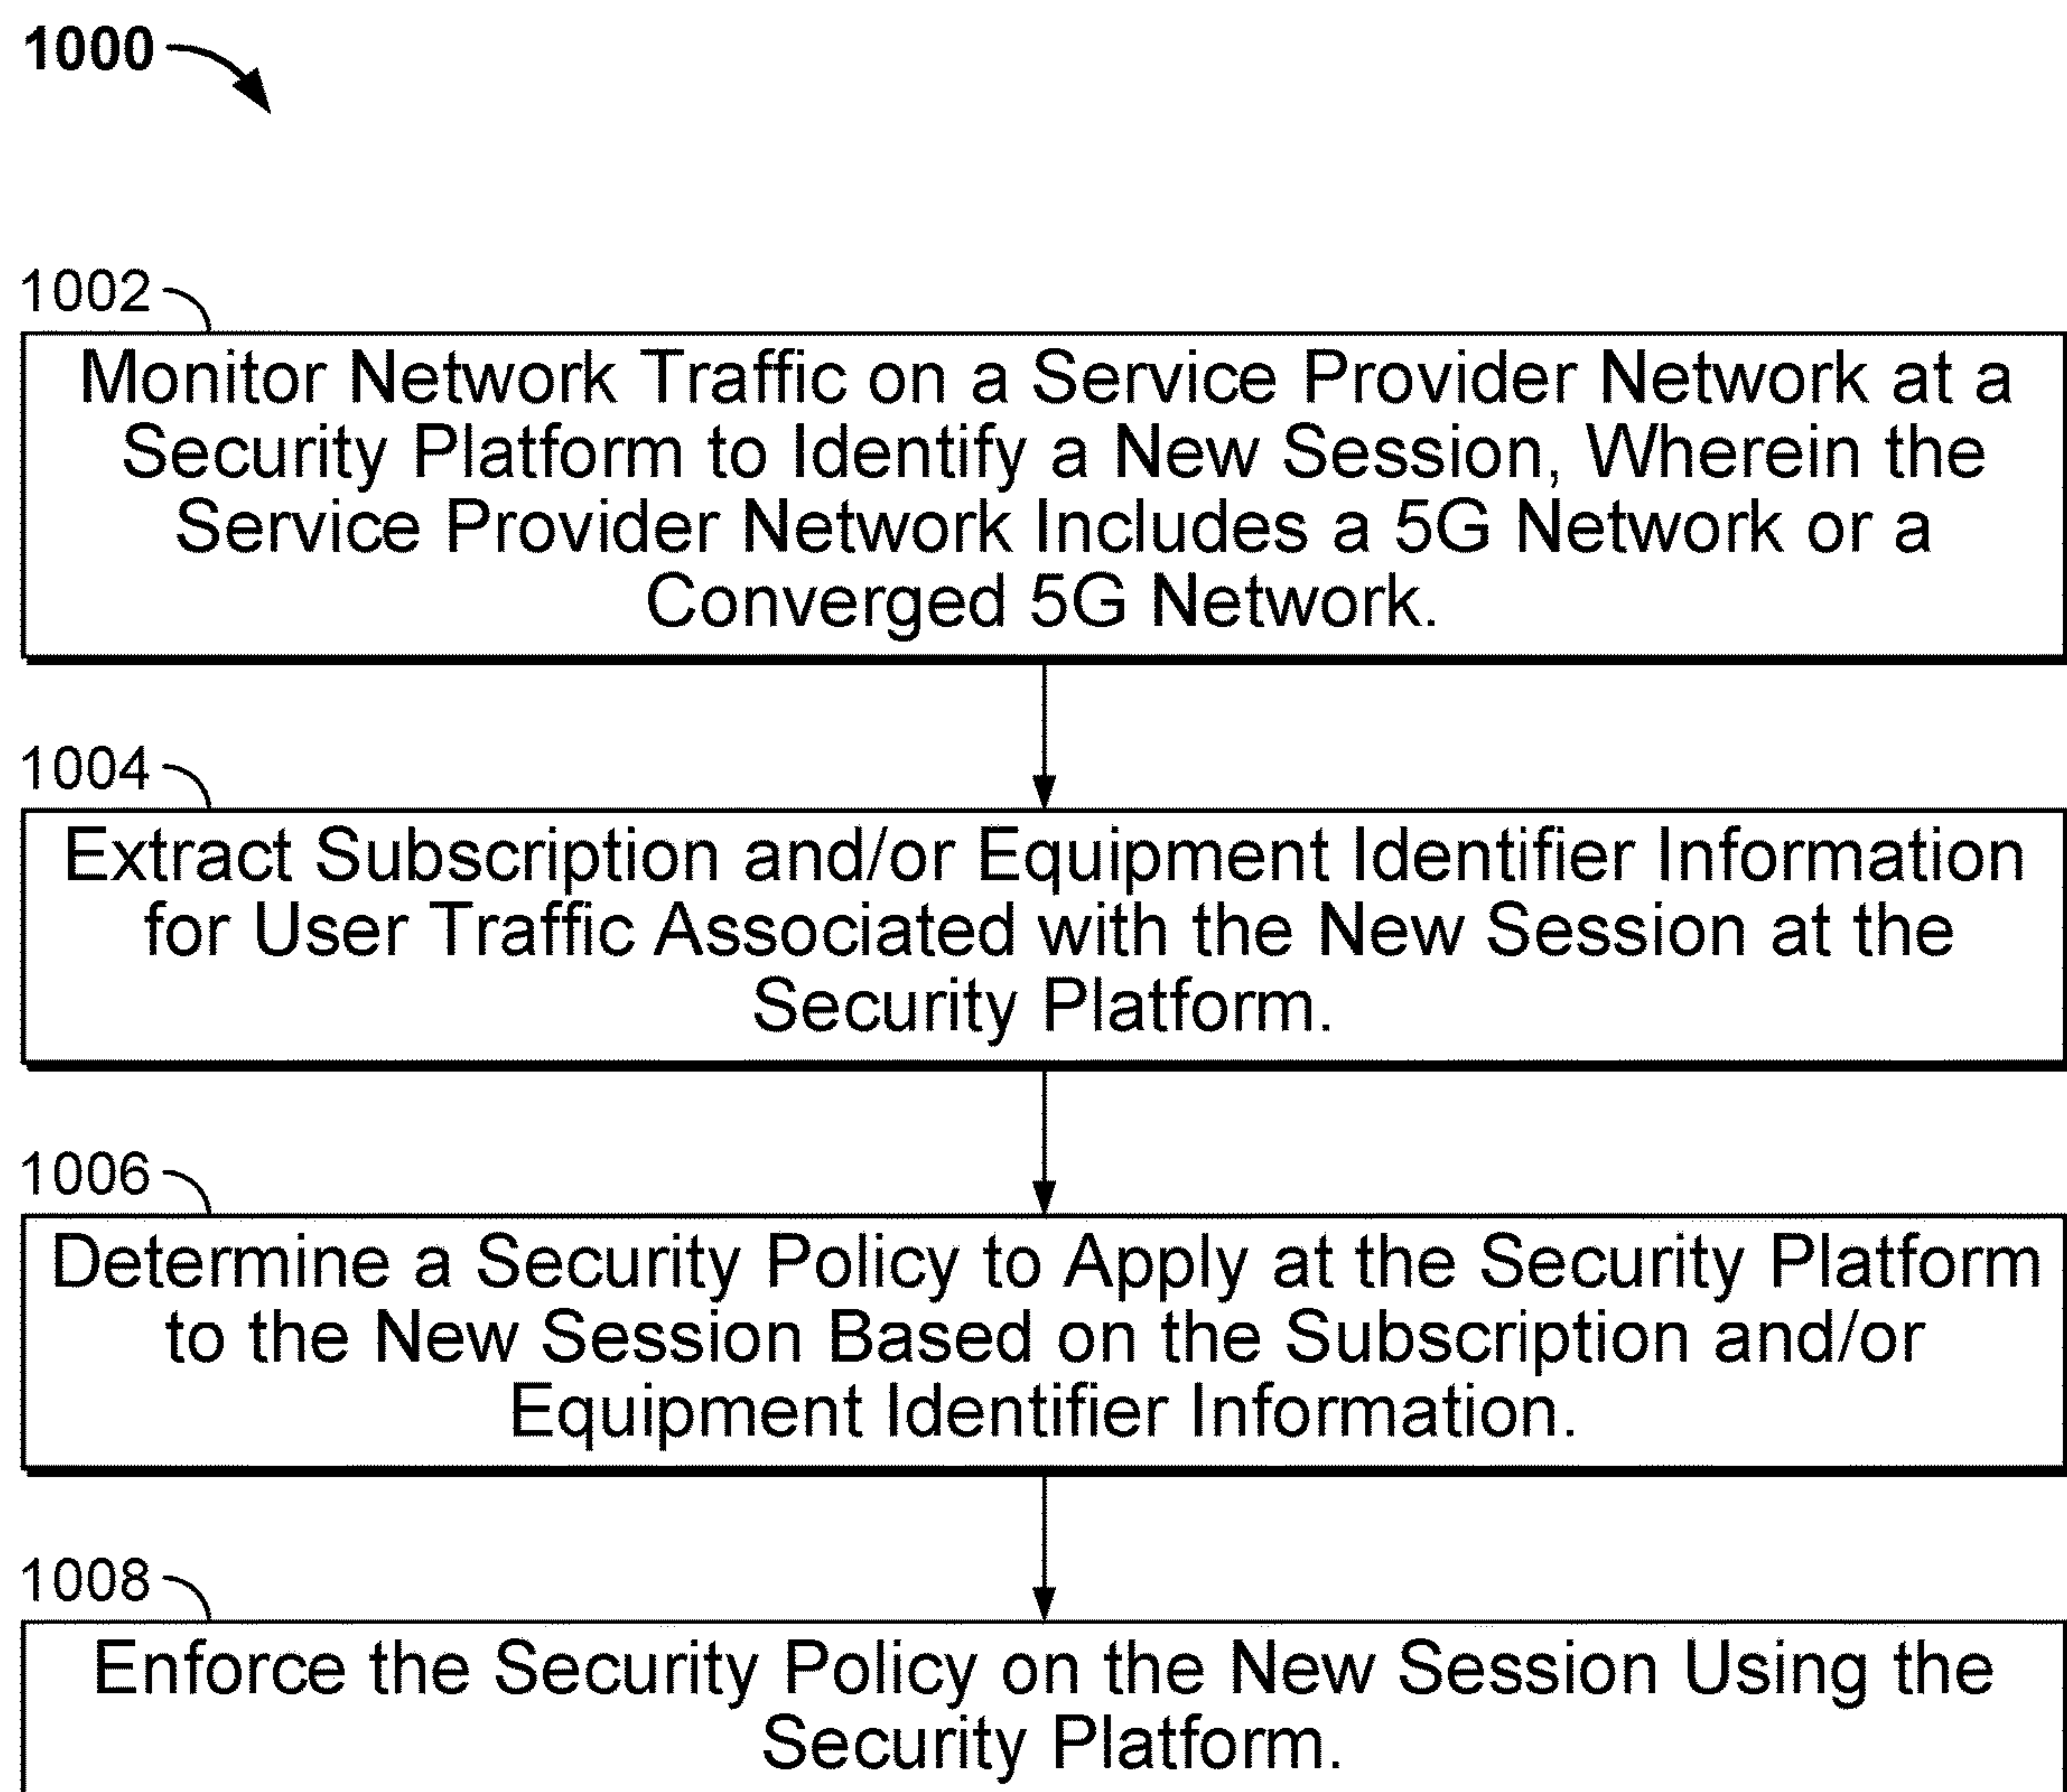 1000
1002
Monitor Network Traffic on a Service Provider Network at a
Security Platform to Identify a New Session, Wherein the
Service Provider Network Includes a 5G Network or a
Converged 5G Network.
1004
Extract Subscription and/or Equipment Identifier Information
for User Traffic Associated with the New Session at the
Security Platform.
1006
Determine a Security Policy to Apply at the Security Platform
to the New Session Based on the Subscription and/or
Equipment Identifier Information.
1008
Enforce the Security Policy on the New Session Using the
Security Platform.